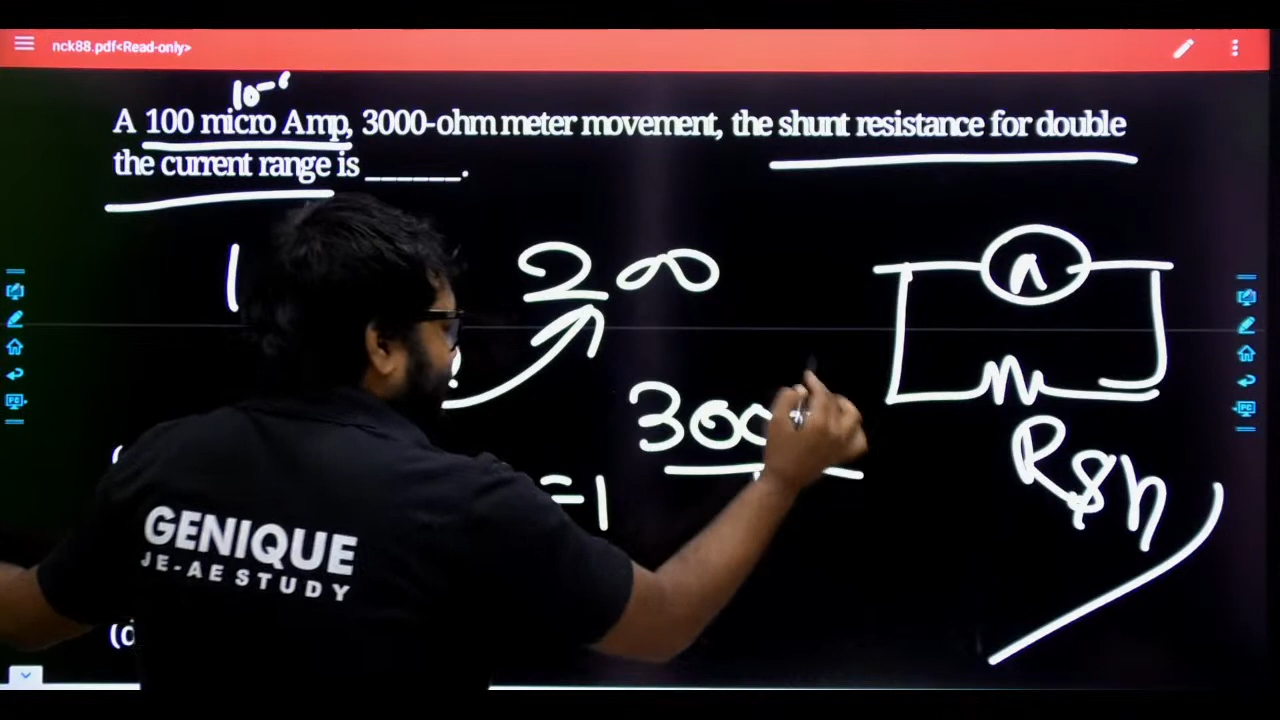 nck88.pdf<Read-only>
10⁻⁶
A 100 micro Amp, 3000-ohm meter movement, the shunt resistance for double
the current range is ______.
200
A
300
=1
Rsh
GENIQUE
JE-AE STUDY
(d